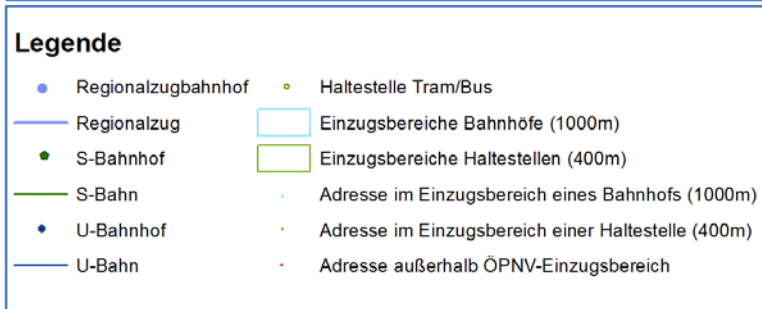 Legende
Regionalzugbahnhof
Regionalzug
S-Bahnhof
S-Bahn
U-Bahnhof
U-Bahn
Haltestelle Tram/Bus
Einzugsbereiche Bahnhöfe (1000m)
Einzugsbereiche Haltestellen (400m)
Adresse im Einzugsbereich eines Bahnhofs (1000m)
Adresse im Einzugsbereich einer Haltestelle (400m)
Adresse außerhalb ÖPNV-Einzugsbereich